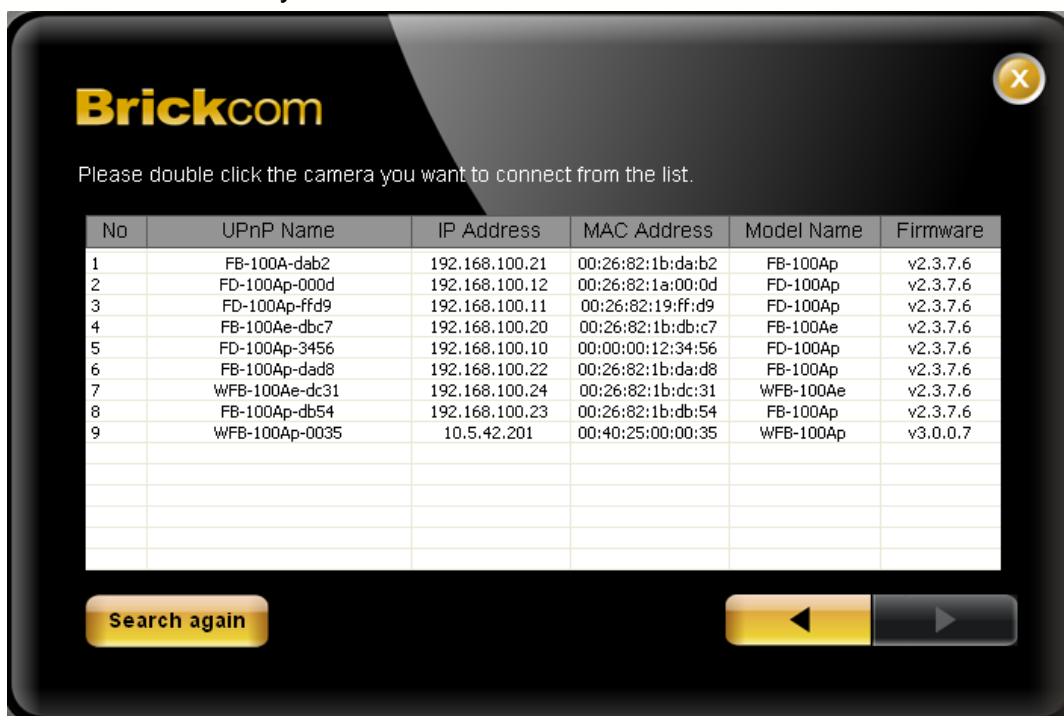 Brickcom
X
Please double click the camera you want to connect from the list.
No UPnP Name IP Address MAC Address Model Name Firmware
1 FB-100A-dab2 192.168.100.21 00:26:82:1b:da:b2 FB-100Ap v2.3.7.6
2 FD-100Ap-000d 192.168.100.12 00:26:82:1a:00:0d FD-100Ap v2.3.7.6
3 FD-100Ap-ffd9 192.168.100.11 00:26:82:19:ff:d9 FD-100Ap v2.3.7.6
4 FB-100Ae-dbc7 192.168.100.20 00:26:82:1b:db:c7 FB-100Ae v2.3.7.6
5 FD-100Ap-3456 192.168.100.10 00:00:00:12:34:56 FD-100Ap v2.3.7.6
6 FB-100Ap-dad8 192.168.100.22 00:26:82:1b:da:d8 FB-100Ap v2.3.7.6
7 WFB-100Ae-dc31 192.168.100.24 00:26:82:1b:dc:31 WFB-100Ae v2.3.7.6
8 FB-100Ap-db54 192.168.100.23 00:26:82:1b:db:54 FB-100Ap v2.3.7.6
9 WFB-100Ap-0035 10.5.42.201 00:40:25:00:00:35 WFB-100Ap v3.0.0.7
Search again